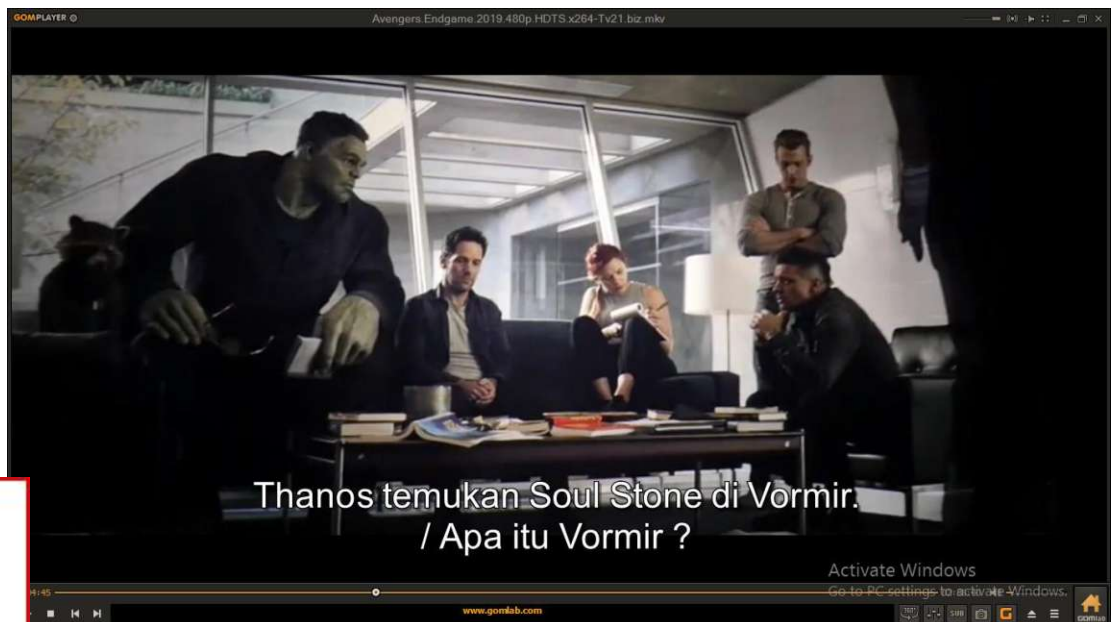 GOMPLAYER
Avengers.Endgame.2019.480p.HDTS.x264-Tv21.biz.mkv
Thanos temukan Soul Stone di Vormir.
/ Apa itu Vormir ?
Activate Windows
Go to PC settings to activate Windows.
www.gomlab.com
360°
SUB
G
GOMlab